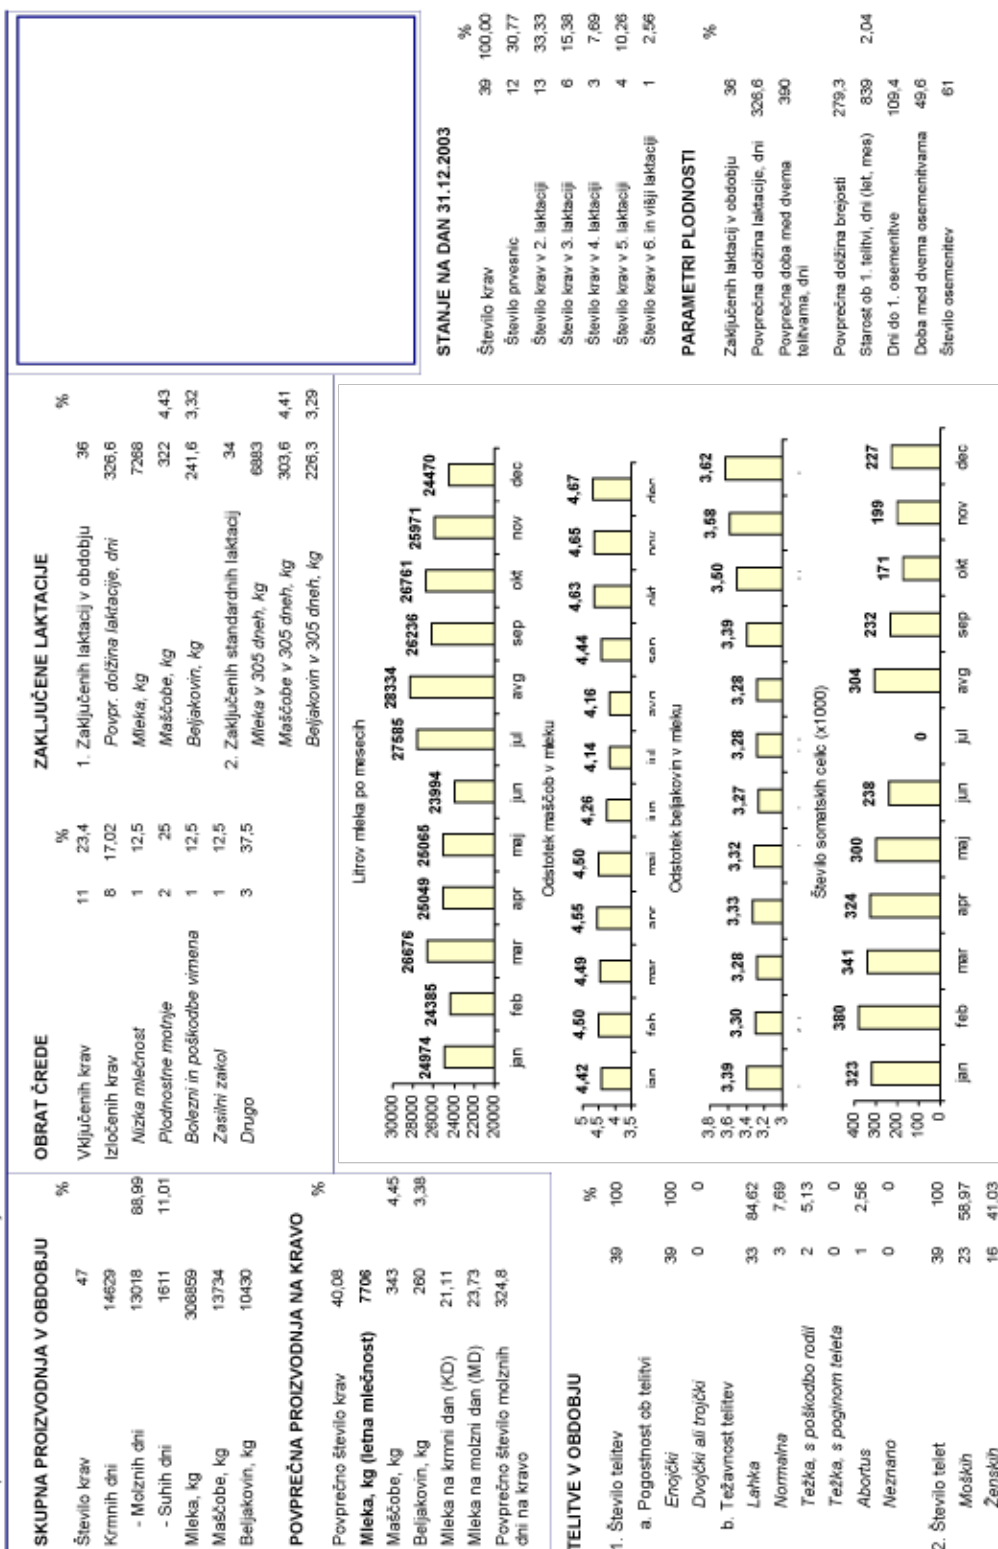 SKUPNA PROIZVODNJA V OBDOBJU
%
Število krav 47
Krmnih dni 14629
- Molznih dni 13018 88,99
- Suhih dni 1611 11,01
Mleka, kg 308859
Maščobe, kg 13734
Beljakovin, kg 10430
POVPREČNA PROIZVODNJA NA KRAVO
%
Povprečno število krav 40,08
Mleka, kg (letna mlečnost) 7706
Maščobe, kg 343 4,45
Beljakovin, kg 260 3,38
Mleka na krmni dan (KD) 21,11
Mleka na molzni dan (MD) 23,73
Povprečno število molznih 324,8
dni na kravo
TELITVE V OBDOBJU
%
1. Število telitev 39 100
a. Pogostnost ob telitvi
Enojčki 39 100
Dvojčki ali trojčki 0 0
b. Težavnost telitev
Lahka 33 84,62
Normalna 3 7,69
Težka, s poškodbo rodil 2 5,13
Težka, s poginom teleta 0 0
Abortus 1 2,56
Neznano 0 0
2. Število telet 39 100
Moških 23 58,97
Ženskih 16 41,03
OBRAT ČREDE
%
Vključenih krav 11 23,4
Izločenih krav 8 17,02
Nizka mlečnost 1 12,5
Plodnostne motnje 2 25
Bolezni in poškodbe vimena 1 12,5
Zasilni zakol 1 12,5
Drugo 3 37,5
ZAKLJUČENE LAKTACIJE
%
1. Zaključenih laktacij v obdobju 36
Povpr. dolžina laktacije, dni 326,6
Mleka, kg 7268
Maščobe, kg 322 4,43
Beljakovin, kg 241,6 3,32
2. Zaključenih standardnih laktacij 34
Mleka v 305 dneh, kg 6883
Maščobe v 305 dneh, kg 303,6 4,41
Beljakovin v 305 dneh, kg 226,3 3,29
Litrov mleka po mesecih
30000
28000
26000
24000
22000
20000
24974 24385 26676 25049 25065 23994 27585 28334 26236 26761 25971 24470
jan feb mar apr maj jun jul avg sep okt nov dec
Odstotek maščob v mleku
5
4,5
4
3,5
4,42 4,50 4,49 4,55 4,50 4,26 4,14 4,16 4,44 4,63 4,65 4,67
jan feb mar apr maj jun jul avg sep okt nov dec
Odstotek beljakovin v mleku
3,8
3,6
3,4
3,2
3
3,39 3,30 3,28 3,33 3,32 3,27 3,28 3,28 3,39 3,50 3,58 3,62
Število somatskih celic (x1000)
400
300
200
100
0
323 380 341 324 300 238 0 304 232 171 199 227
jan feb mar apr maj jun jul avg sep okt nov dec
STANJE NA DAN 31.12.2003
%
Število krav 39 100,00
Število prvesnic 12 30,77
Število krav v 2. laktaciji 13 33,33
Število krav v 3. laktaciji 6 15,38
Število krav v 4. laktaciji 3 7,69
Število krav v 5. laktaciji 4 10,26
Število krav v 6. in višji laktaciji 1 2,56
PARAMETRI PLODNOSTI
%
Zaključenih laktacij v obdobju 36
Povprečna dolžina laktacije, dni 326,6
Povprečna doba med dvema 390
telitvama, dni
Povprečna dolžina brejosti 279,3
Starost ob 1. telitvi, dni (let, mes) 839 2,04
Dni do 1. osemenitve 109,4
Doba med dvema osemenitvama 49,6
Število osemenitev 61